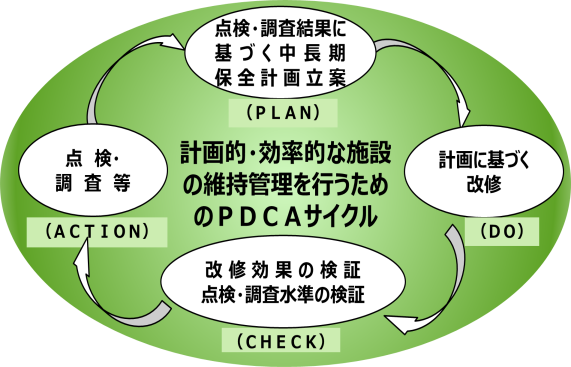 点検・調査結果に
基づく中長期
保全計画立案
（ＰＬＡＮ）
計画に基づく
改修
（ＤＯ）
計画的・効率的な施設
の維持管理を行うため
のＰＤＣＡサイクル
点検・
調査等
（ＡＣＴＩＯＮ）
改修効果の検証
点検・調査水準の検証
（ＣＨＥＣＫ）